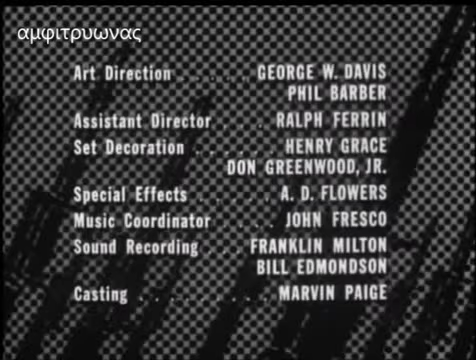 αμφιτρυωνας
Art Direction . . . . . . GEORGE W. DAVIS
PHIL BARBER
Assistant Director . . . . RALPH FERRIN
Set Decoration . . . . . . HENRY GRACE
DON GREENWOOD, JR.
Special Effects . . . . . A. D. FLOWERS
Music Coordinator . . . . JOHN FRESCO
Sound Recording . . . FRANKLIN MILTON
BILL EDMONDSON
Casting . . . . . . . . . MARVIN PAIGE